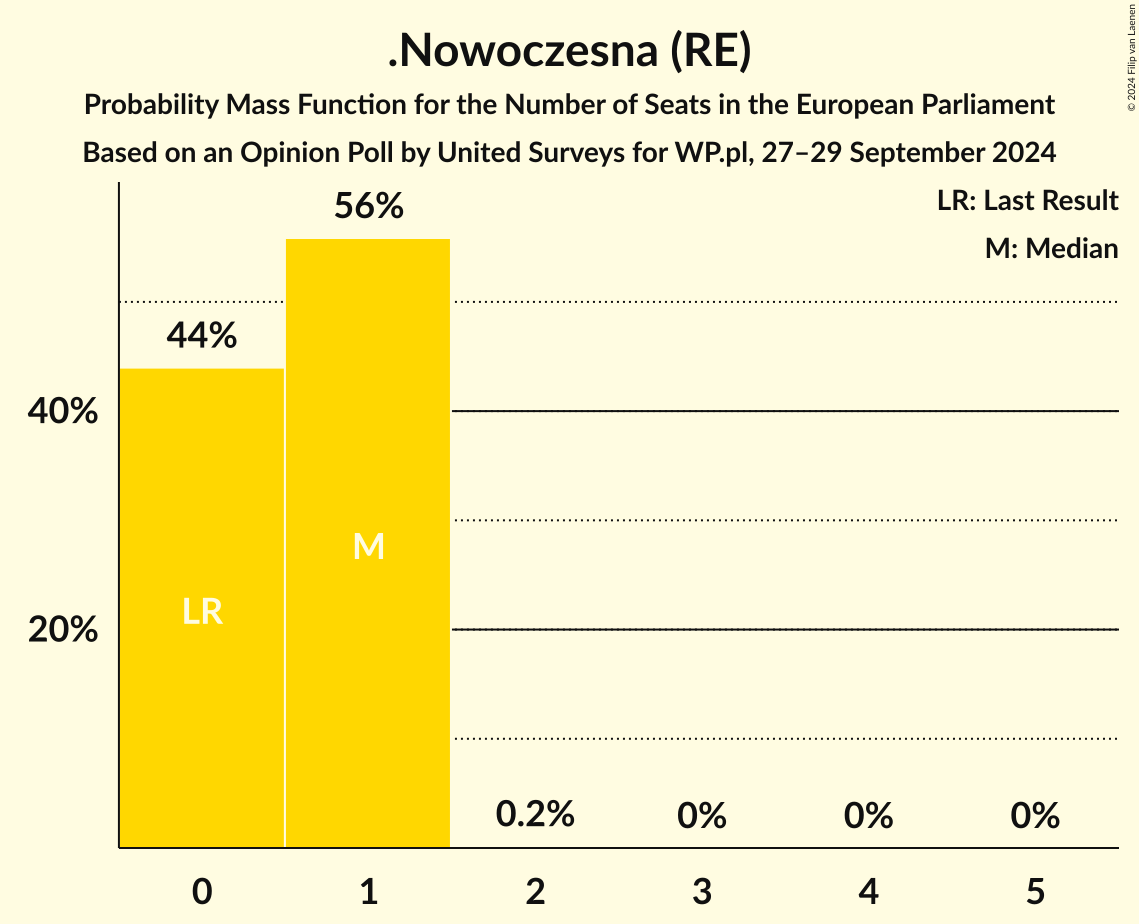 .Nowoczesna (RE)
Probability Mass Function for the Number of Seats in the European Parliament
Based on an Opinion Poll by United Surveys for WP.pl, 27–29 September 2024
© 2024 Filip van Laenen
LR: Last Result
M: Median
56%
44%
40%
20%
LR
M
0.2%
0%
0%
0%
0
1
2
3
4
5